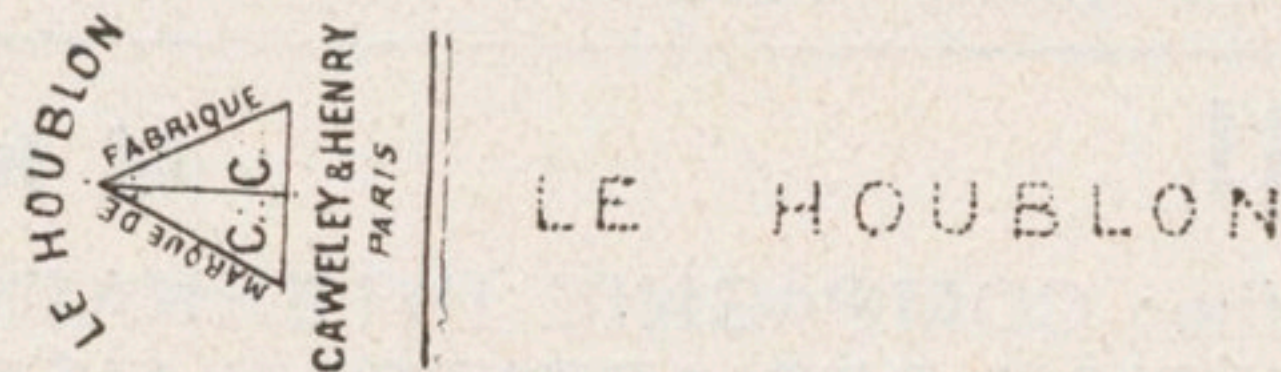 LE HOUBLON
MARQUE DE FABRIQUE
C. C.
CAWELEY & HENRY
PARIS
LE HOUBLON